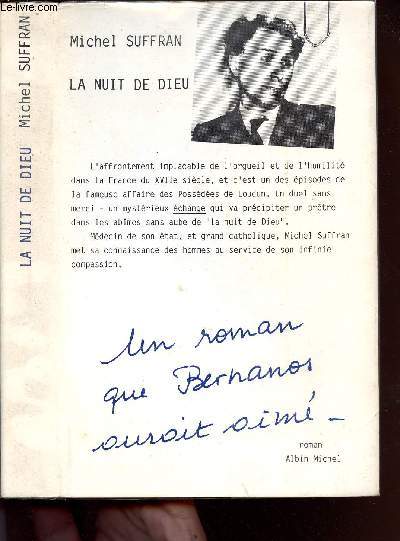 LA NUIT DE DIEU Michel SUFFRAN
Michel SUFFRAN
LA NUIT DE DIEU
L'affrontement implacable de l'orgueil et de l'humilité
dans la France du XVIIe siècle, et c'est un des épisodes de
la fameuse affaire des Possédées de Loudun. Un duel sans
merci - un mystérieux échange qui va précipiter un prêtre
dans les abîmes sans aube de "la nuit de Dieu".
Médecin de son état, et grand catholique, Michel Suffran
met sa connaissance des hommes au service de son infinie
compassion.
Un roman
que Bernanos
aurait aimé_
roman
Albin Michel